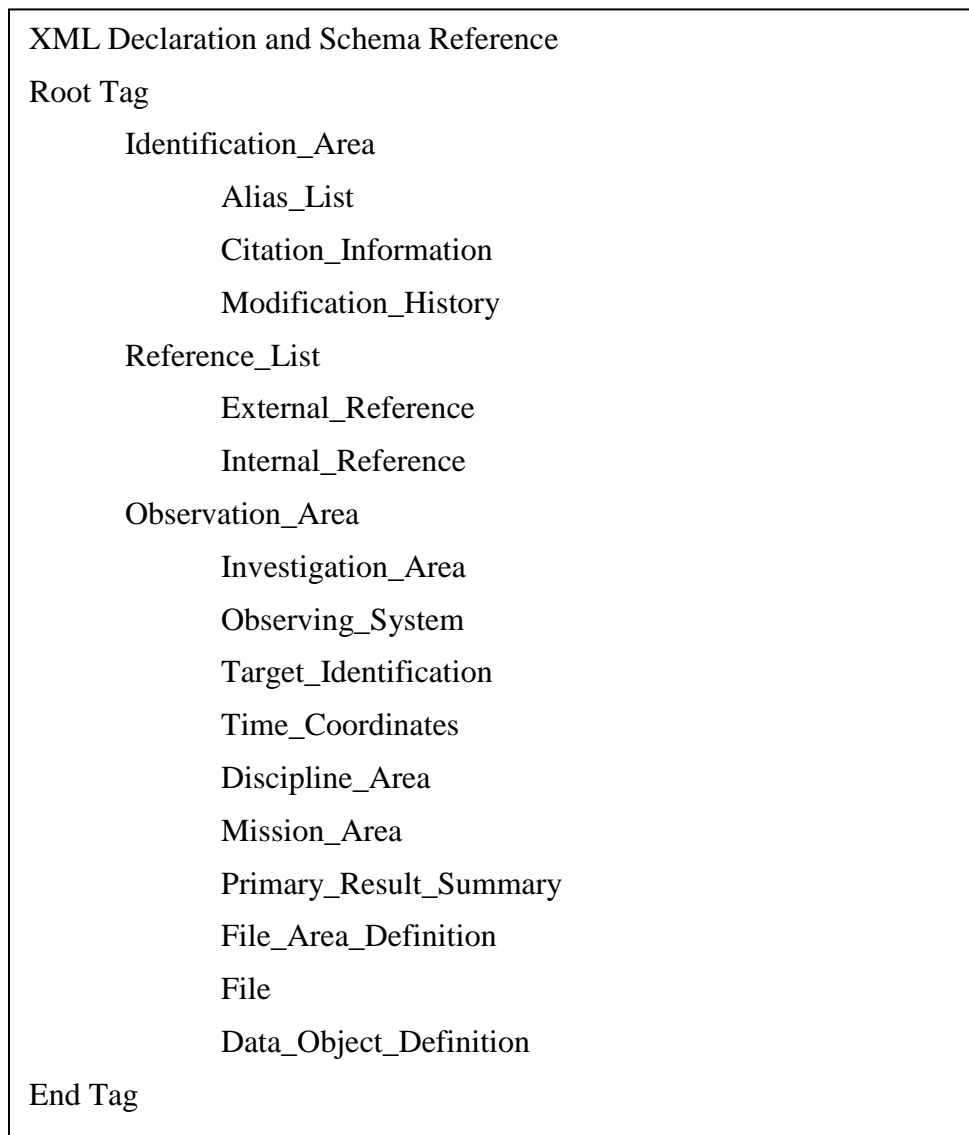 XML Declaration and Schema Reference
Root Tag
Identification_Area
Alias_List
Citation_Information
Modification_History
Reference_List
External_Reference
Internal_Reference
Observation_Area
Investigation_Area
Observing_System
Target_Identification
Time_Coordinates
Discipline_Area
Mission_Area
Primary_Result_Summary
File_Area_Definition
File
Data_Object_Definition
End Tag